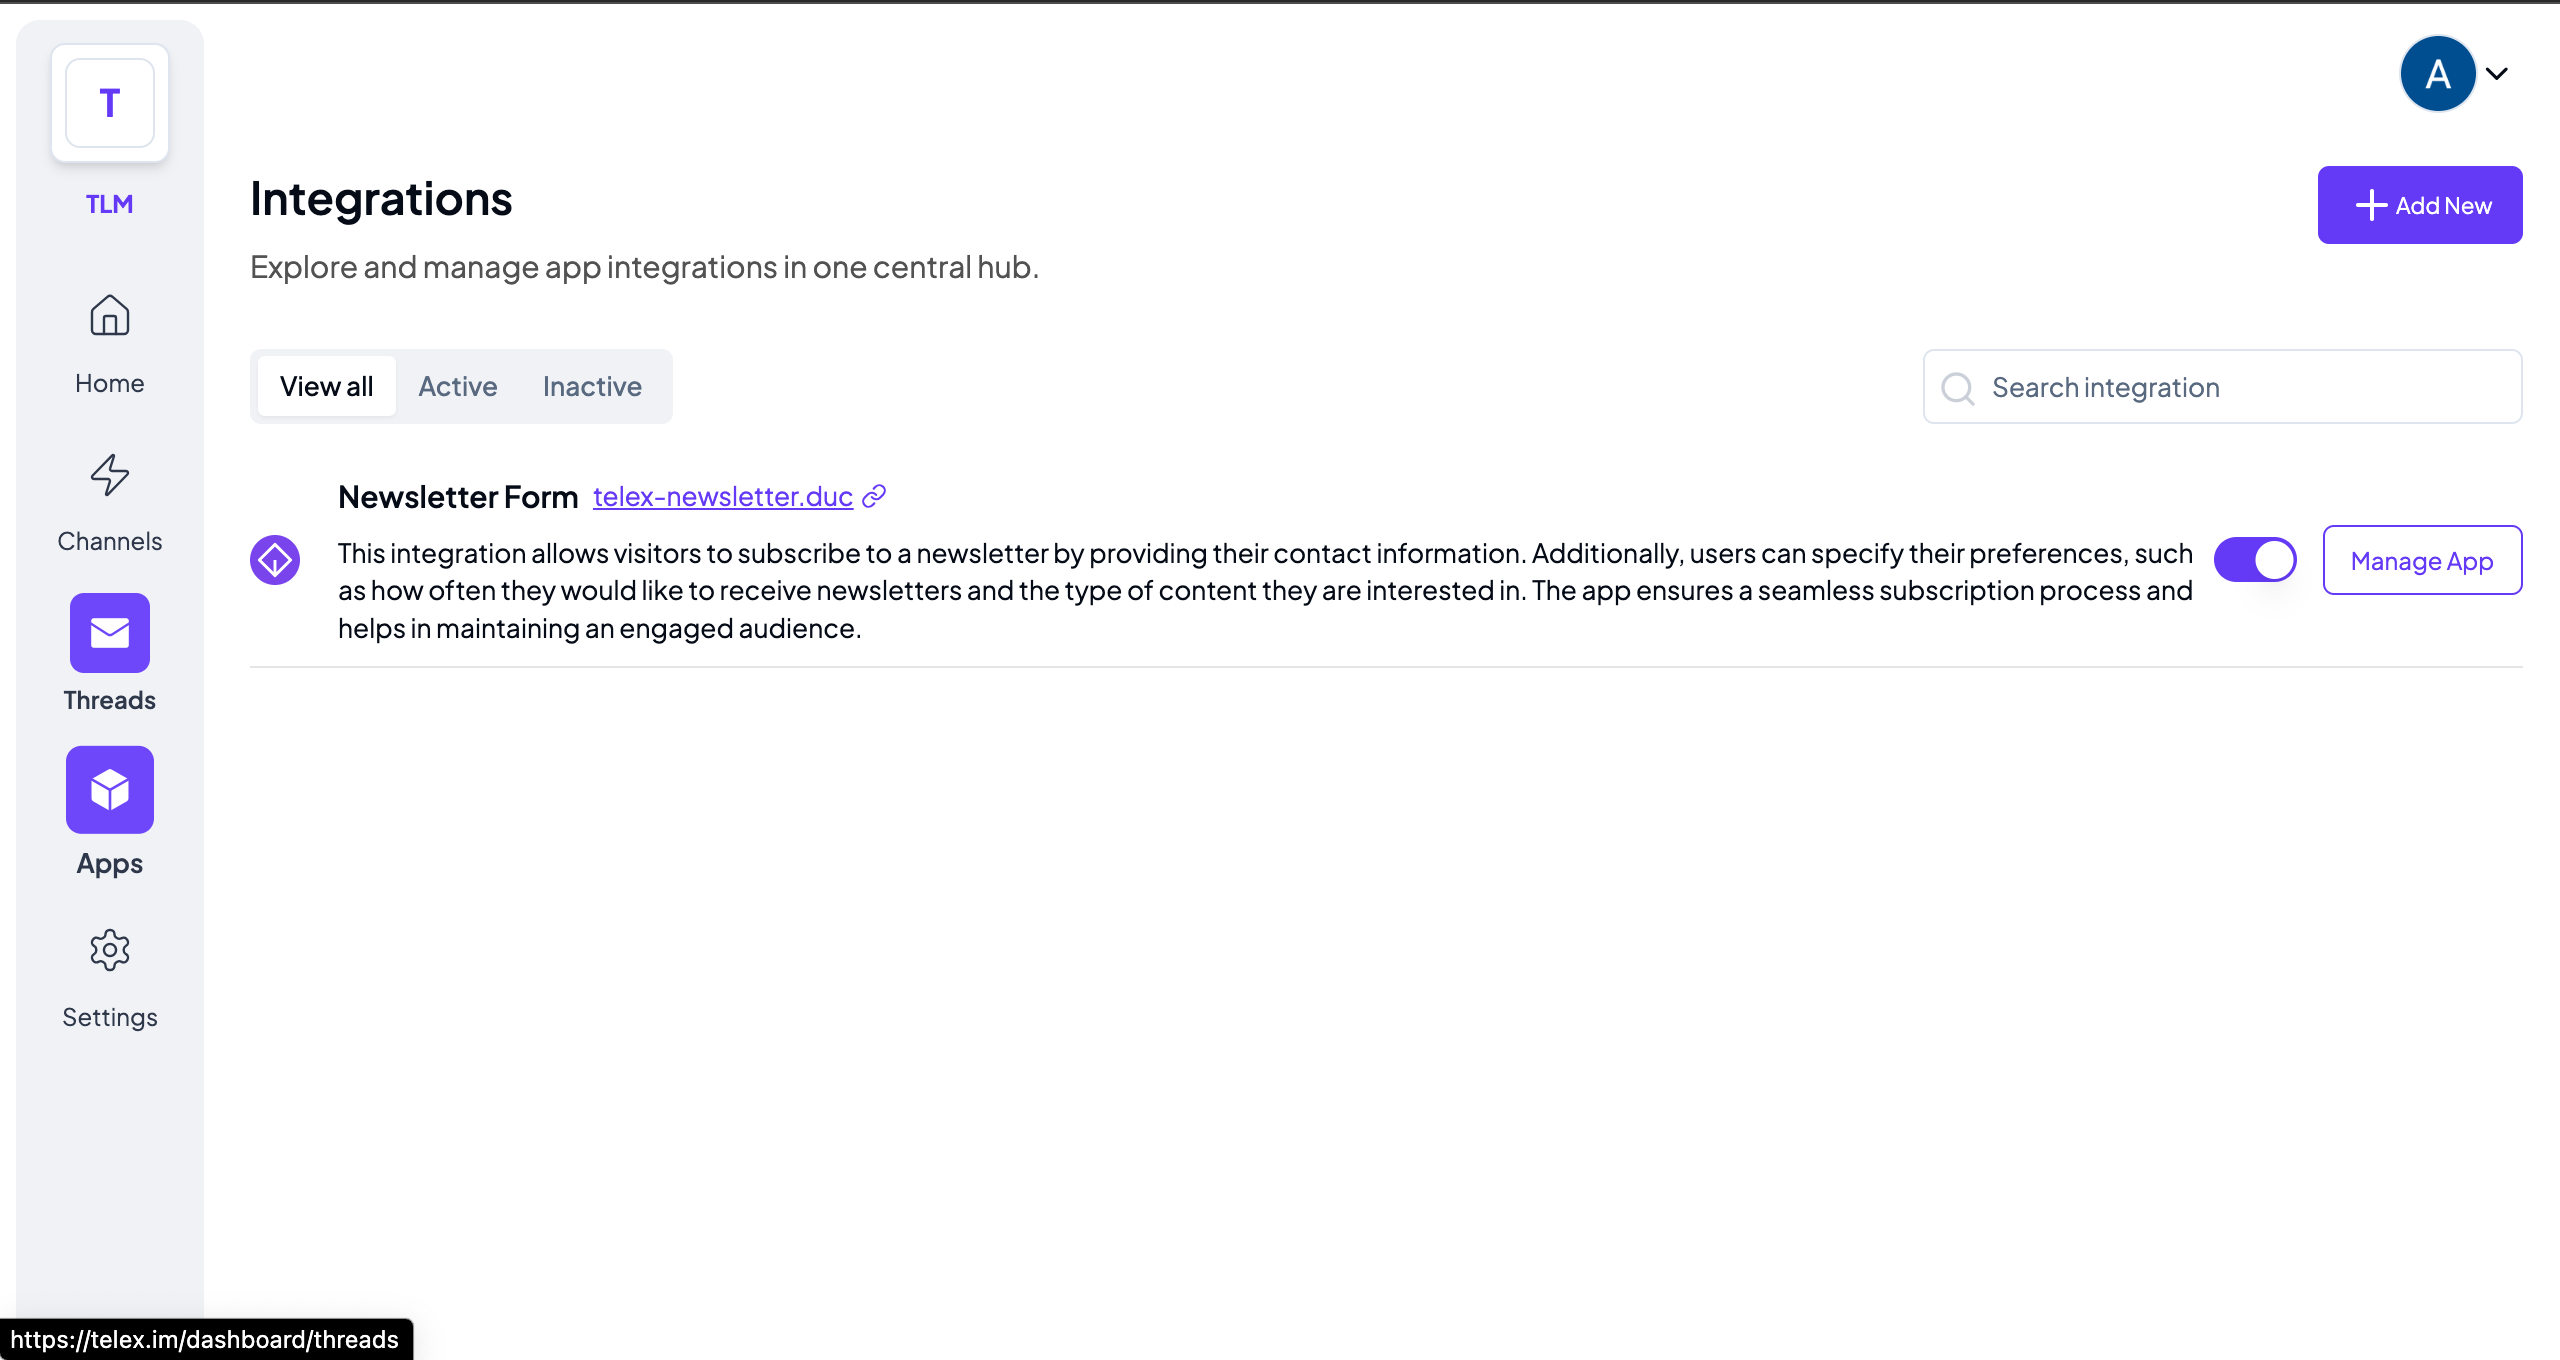 T
TLM
Home
Channels
Threads
Apps
Settings
A
Integrations
Explore and manage app integrations in one central hub.
Add New
View all
Active
Inactive
Search integration
Newsletter Form telex-newsletter.duc
This integration allows visitors to subscribe to a newsletter by providing their contact information. Additionally, users can specify their preferences, such
as how often they would like to receive newsletters and the type of content they are interested in. The app ensures a seamless subscription process and
helps in maintaining an engaged audience.
Manage App
https://telex.im/dashboard/threads